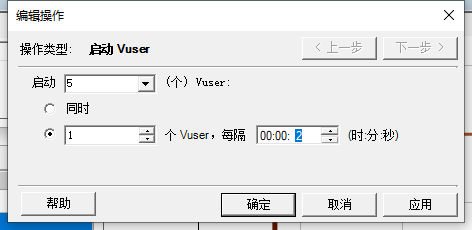 编辑操作
操作类型: 启动 Vuser
< 上一步
下一步 >
启动 5 (个) Vuser:
同时
1 个 Vuser，每隔 00:00: 2 (时:分:秒)
帮助
确定
取消
应用